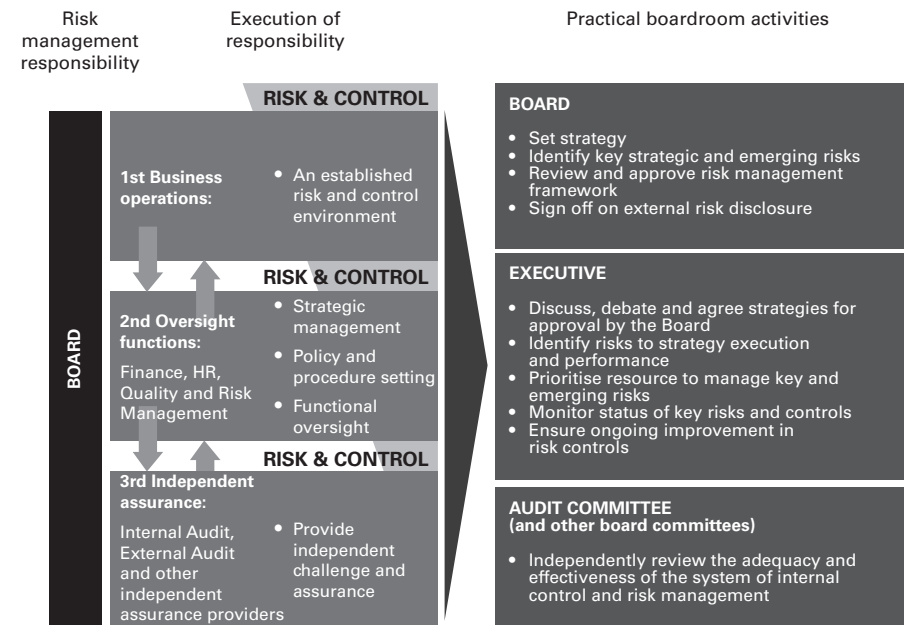 Risk
management
responsibility
Execution of
responsibility
Practical boardroom activities
BOARD
RISK & CONTROL
1st Business
operations:
• An established
risk and control
environment
RISK & CONTROL
2nd Oversight
functions:
Finance, HR,
Quality and Risk
Management
• Strategic
management
• Policy and
procedure setting
• Functional
oversight
RISK & CONTROL
3rd Independent
assurance:
Internal Audit,
External Audit
and other
independent
assurance providers
• Provide
independent
challenge and
assurance
BOARD
• Set strategy
• Identify key strategic and emerging risks
• Review and approve risk management
framework
• Sign off on external risk disclosure
EXECUTIVE
• Discuss, debate and agree strategies for
approval by the Board
• Identify risks to strategy execution
and performance
• Prioritise resource to manage key and
emerging risks
• Monitor status of key risks and controls
• Ensure ongoing improvement in
risk controls
AUDIT COMMITTEE
(and other board committees)
• Independently review the adequacy and
effectiveness of the system of internal
control and risk management